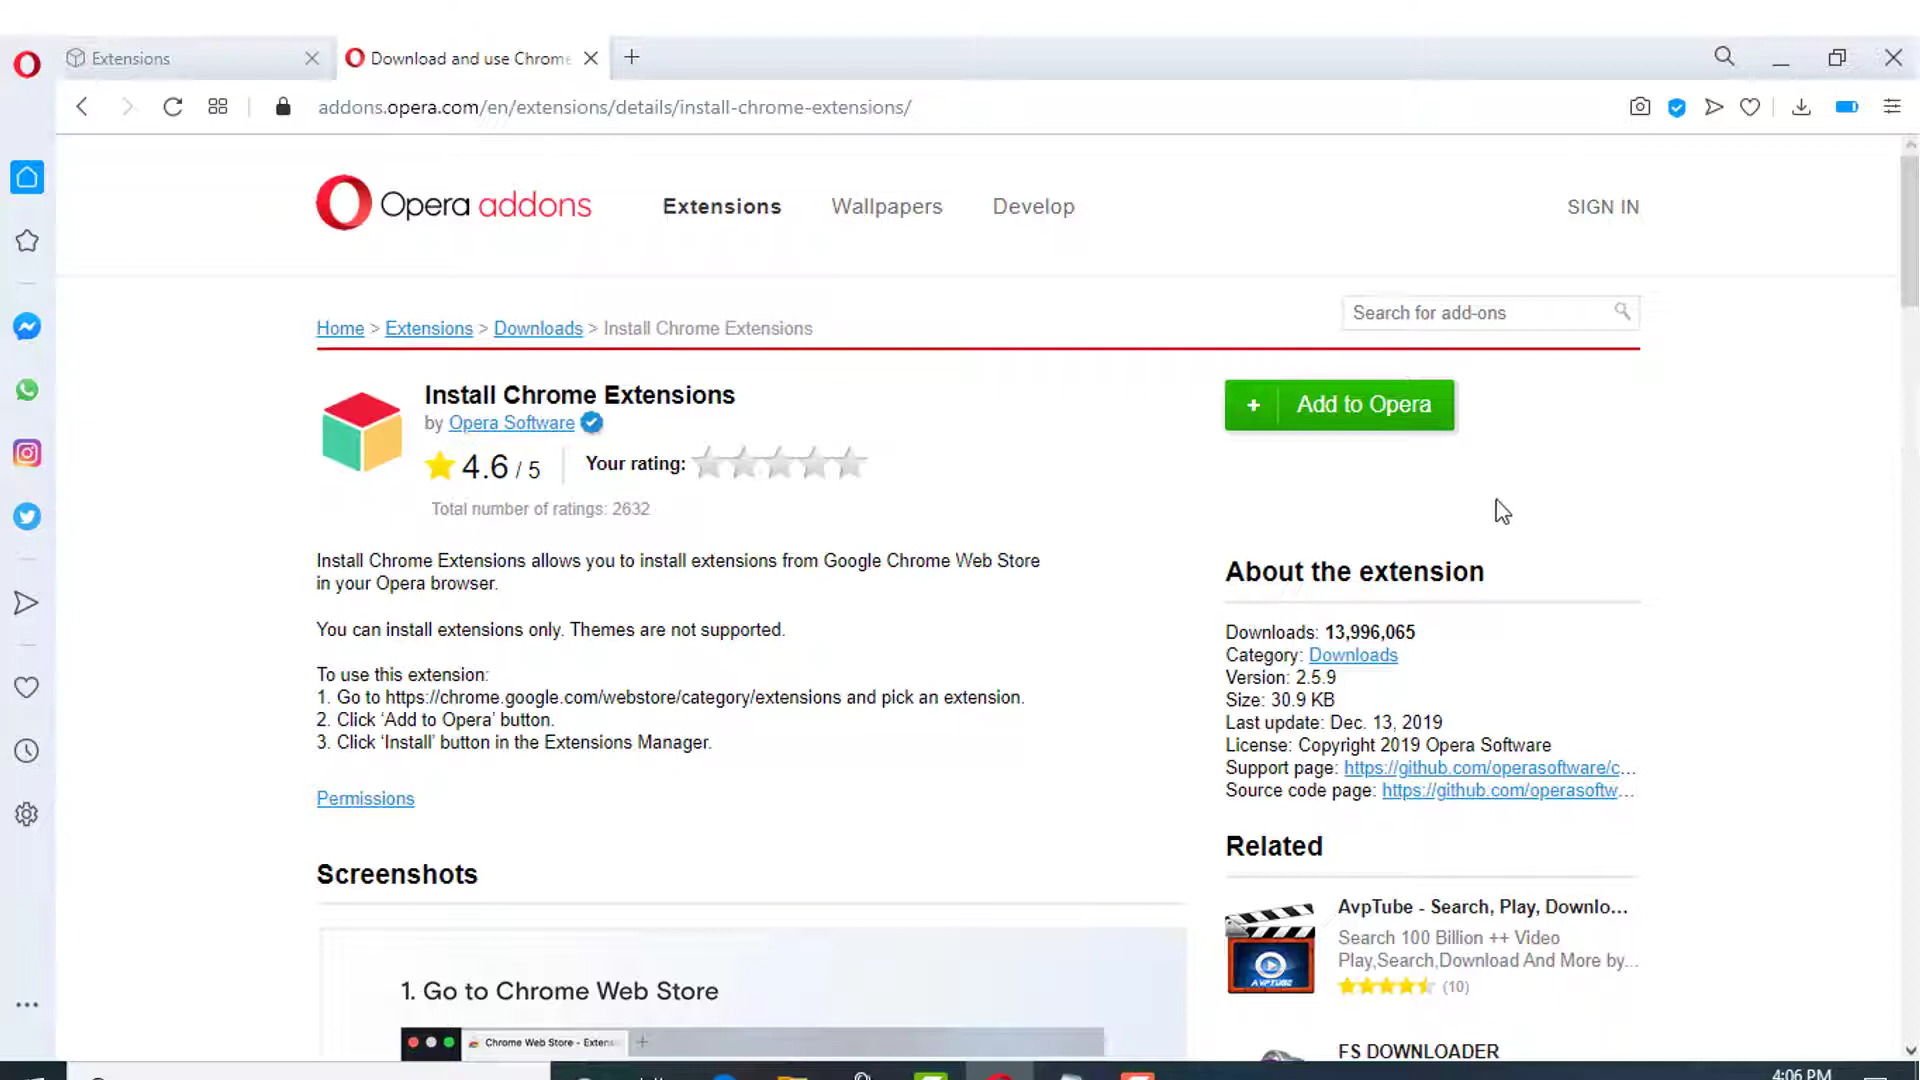 Extensions
Download and use Chrome
addons.opera.com/en/extensions/details/install-chrome-extensions/
Opera addons
Extensions
Wallpapers
Develop
SIGN IN
Home > Extensions > Downloads > Install Chrome Extensions
Search for add-ons
Install Chrome Extensions
by Opera Software
4.6 / 5
Your rating:
Total number of ratings: 2632
+ Add to Opera
Install Chrome Extensions allows you to install extensions from Google Chrome Web Store
in your Opera browser.
You can install extensions only. Themes are not supported.
To use this extension:
1. Go to https://chrome.google.com/webstore/category/extensions and pick an extension.
2. Click ‘Add to Opera’ button.
3. Click ‘Install’ button in the Extensions Manager.
Permissions
Screenshots
1. Go to Chrome Web Store
Chrome Web Store - Extens
About the extension
Downloads: 13,996,065
Category: Downloads
Version: 2.5.9
Size: 30.9 KB
Last update: Dec. 13, 2019
License: Copyright 2019 Opera Software
Support page: https://github.com/operasoftware/c...
Source code page: https://github.com/operasoftw...
Related
AvpTube - Search, Play, Downlo...
Search 100 Billion ++ Video
Play,Search,Download And More by...
(10)
AVPTUBE
FS DOWNLOADER
4:06 PM